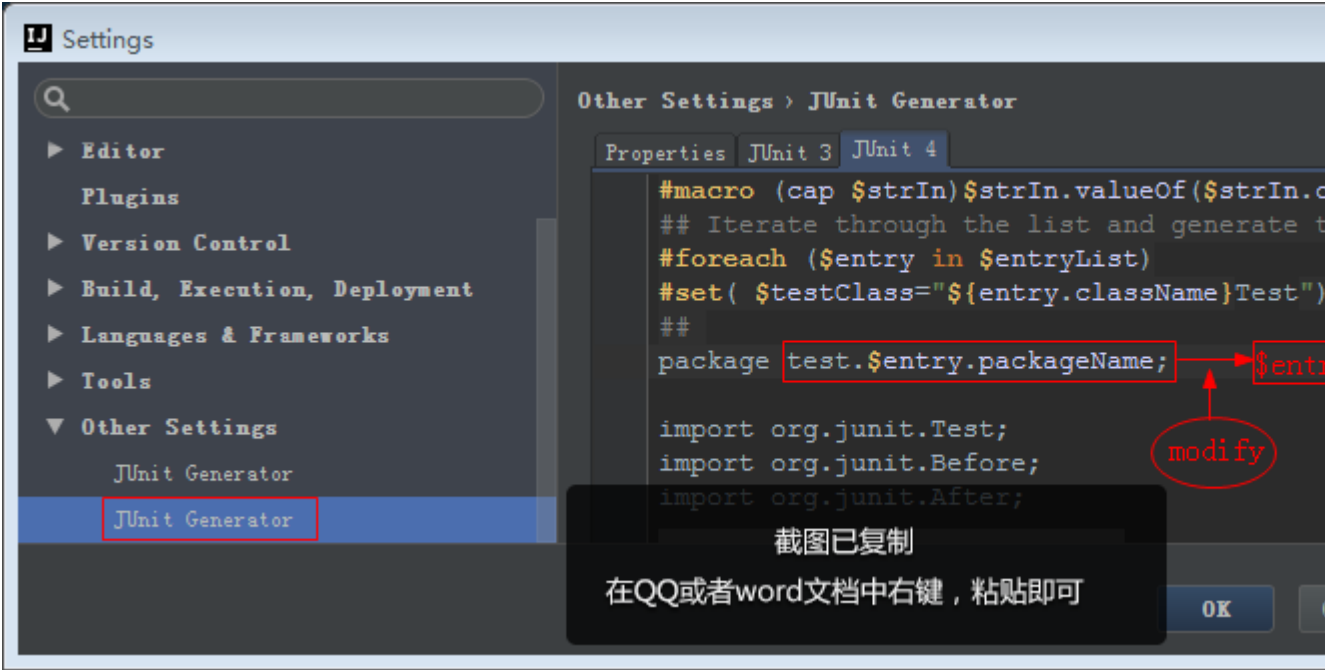 IJ Settings
Editor
Plugins
Version Control
Build, Execution, Deployment
Languages & Frameworks
Tools
Other Settings
JUnit Generator
JUnit Generator
Other Settings › JUnit Generator
Properties JUnit 3 JUnit 4
#macro (cap $strIn)$strIn.valueOf($strIn.
## Iterate through the list and generate
#foreach ($entry in $entryList)
#set( $testClass="${entry.className}Test")
##
package test.$entry.packageName; $entr
modify
import org.junit.Test;
import org.junit.Before;
import org.junit.After;
截图已复制
在QQ或者word文档中右键，粘贴即可
OK